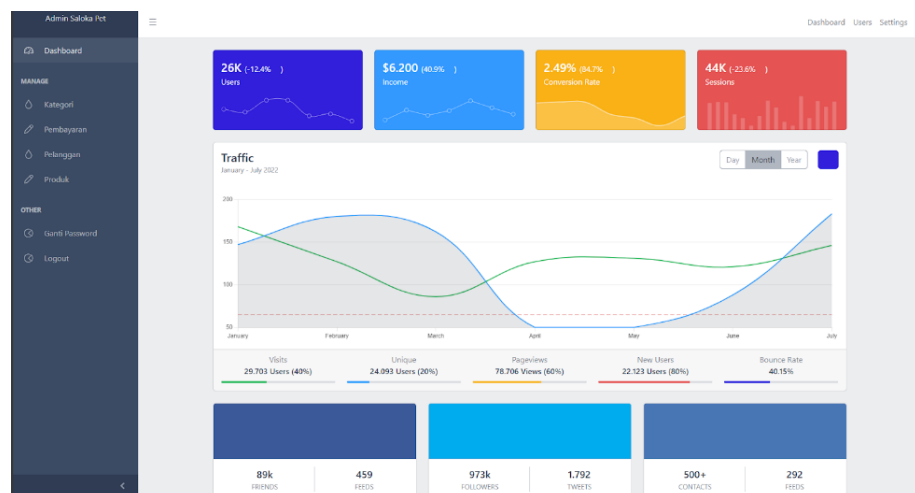 Admin Saloka Pet
Dashboard Users Settings
Dashboard
MANAGE
Kategori
Pembayaran
Pelanggan
Produk
OTHER
Ganti Password
Logout
26K (-12.4% )
Users
$6.200 (40.9% )
Income
2.49% (84.7% )
Conversion Rate
44K (-23.6% )
Sessions
Traffic
January - July 2022
Day Month Year
200
150
100
50
January February March April May June July
Visits
29.703 Users (40%)
Unique
24.093 Users (20%)
Pageviews
78.706 Views (60%)
New Users
22.123 Users (80%)
Bounce Rate
40.15%
89k
FRIENDS
459
FEEDS
973k
FOLLOWERS
1.792
TWEETS
500+
CONTACTS
292
FEEDS